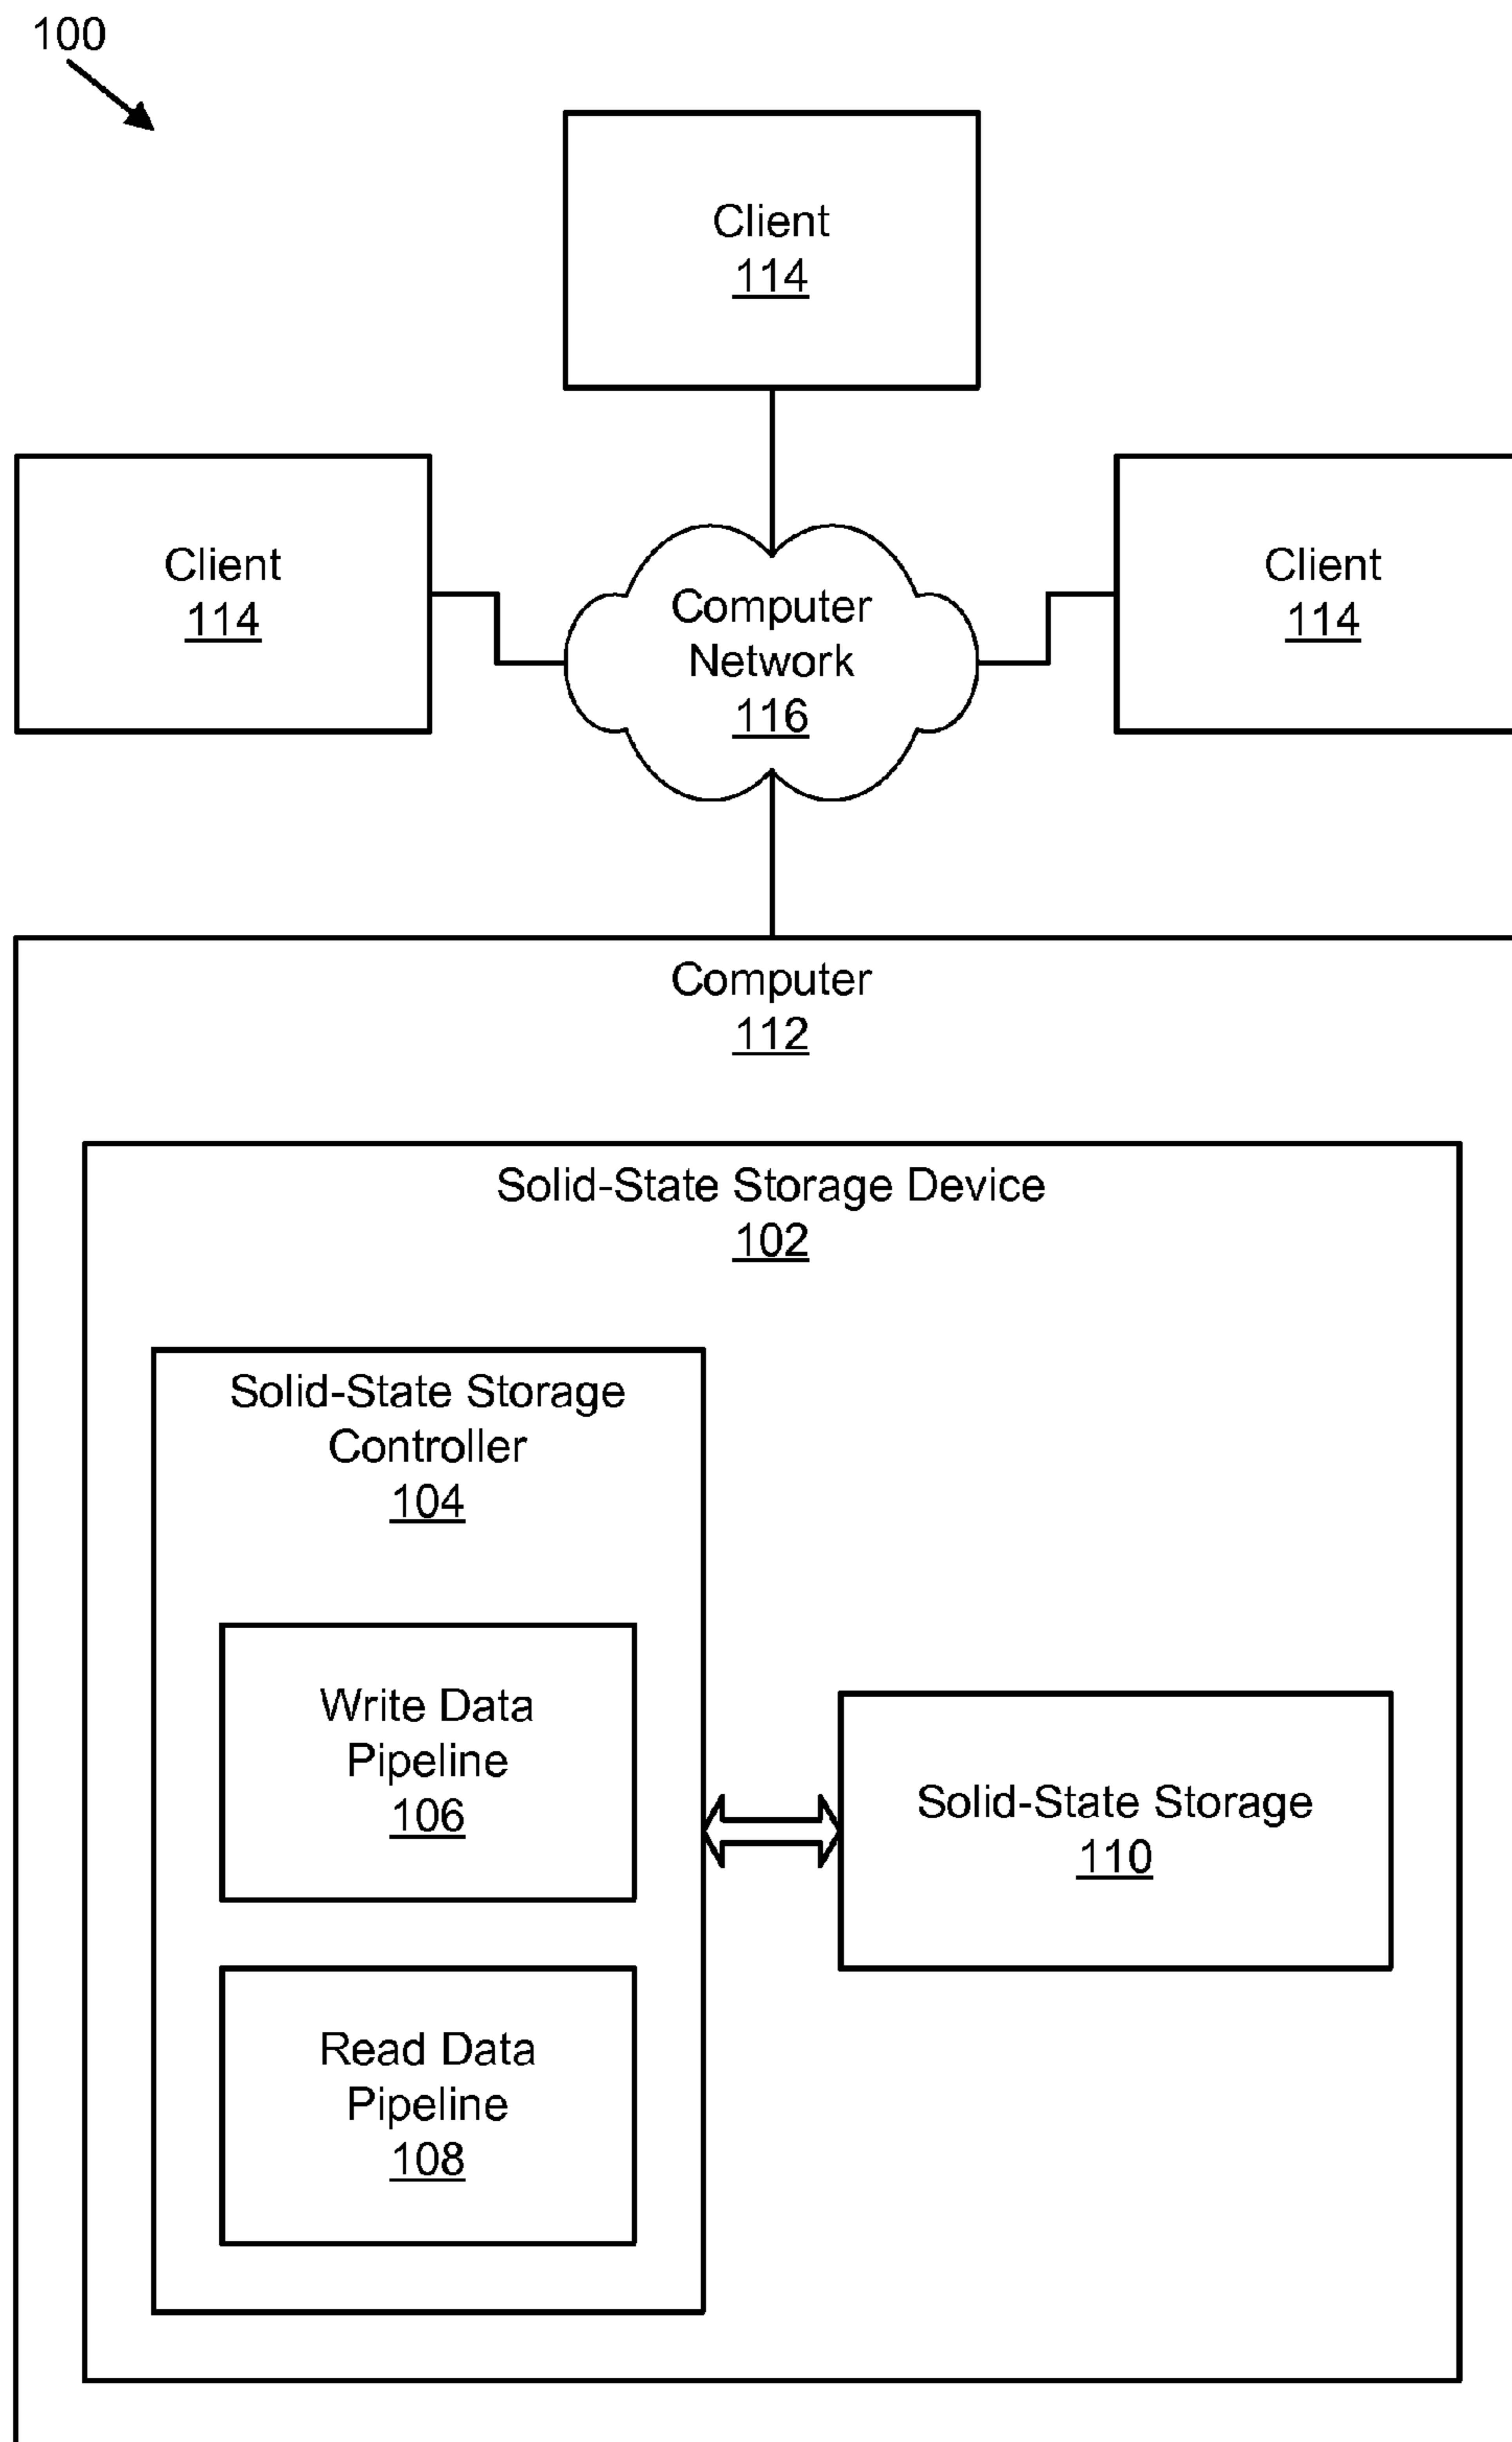 100
Client
114
Client
114
Computer
Network
116
Client
114
Computer
112
Solid-State Storage Device
102
Solid-State Storage
Controller
104
Write Data
Pipeline
106
Solid-State Storage
110
Read Data
Pipeline
108